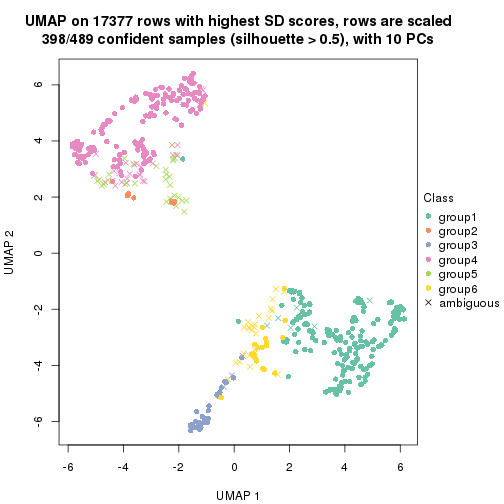 UMAP on 17377 rows with highest SD scores, rows are scaled
398/489 confident samples (silhouette > 0.5), with 10 PCs
6
4
2
0
-2
-4
-6
UMAP 2
-6
-4
-2
0
2
4
6
UMAP 1
Class
group1
group2
group3
group4
group5
group6
ambiguous